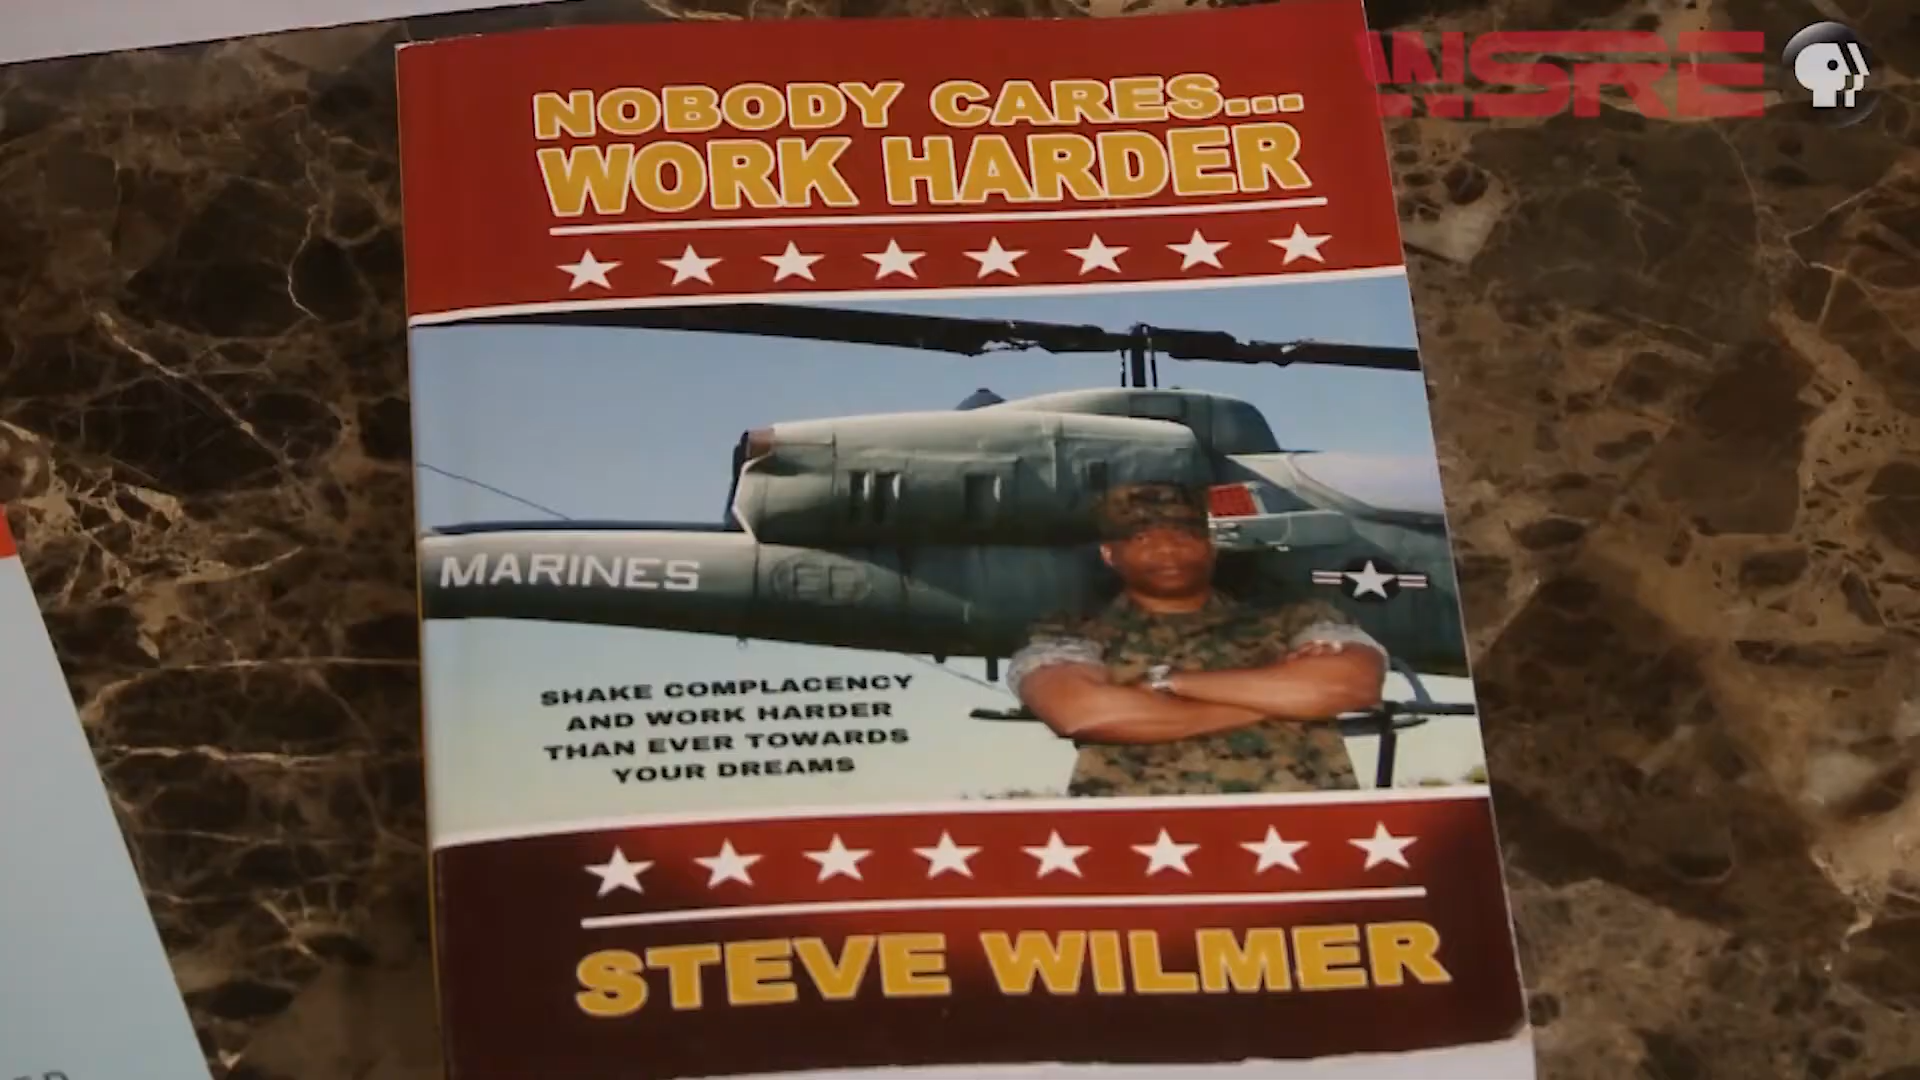 WSRE
NOBODY CARES...
WORK HARDER
MARINES
SHAKE COMPLACENCY
AND WORK HARDER
THAN EVER TOWARDS
YOUR DREAMS
STEVE WILMER